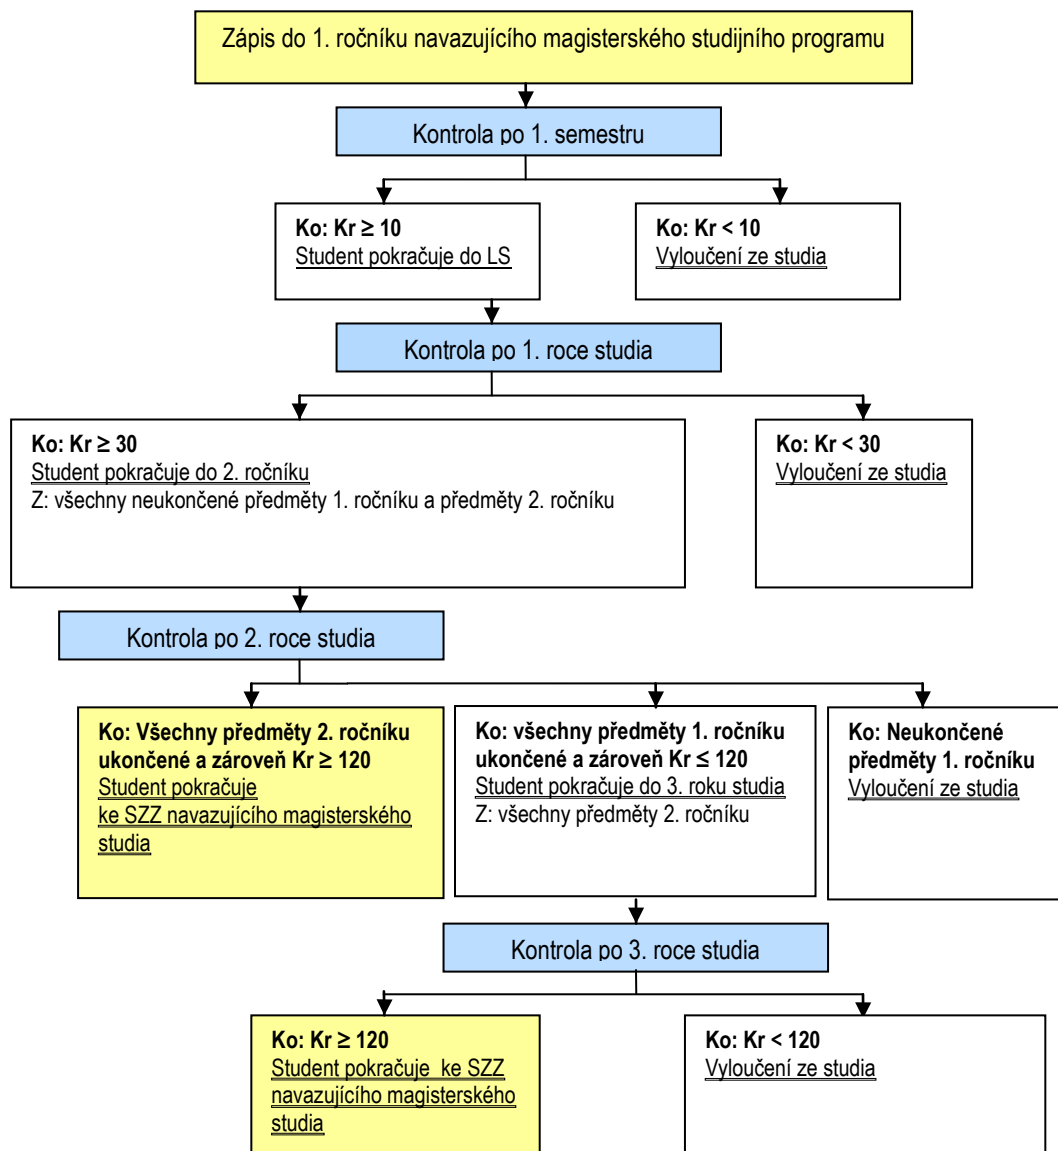 Zápis do 1. ročníku navazujícího magisterského studijního programu
Kontrola po 1. semestru
Ko: Kr ≥ 10
Student pokračuje do LS
Ko: Kr < 10
Vyloučení ze studia
Kontrola po 1. roce studia
Ko: Kr ≥ 30
Student pokračuje do 2. ročníku
Z: všechny neukončené předměty 1. ročníku a předměty 2. ročníku
Ko: Kr < 30
Vyloučení ze studia
Kontrola po 2. roce studia
Ko: Všechny předměty 2. ročníku
ukončené a zároveň Kr ≥ 120
Student pokračuje
ke SZZ navazujícího magisterského
studia
Ko: všechny předměty 1. ročníku
ukončené a zároveň Kr ≤ 120
Student pokračuje do 3. roku studia
Z: všechny předměty 2. ročníku
Ko: Neukončené
předměty 1. ročníku
Vyloučení ze studia
Kontrola po 3. roce studia
Ko: Kr ≥ 120
Student pokračuje ke SZZ
navazujícího magisterského
studia
Ko: Kr < 120
Vyloučení ze studia